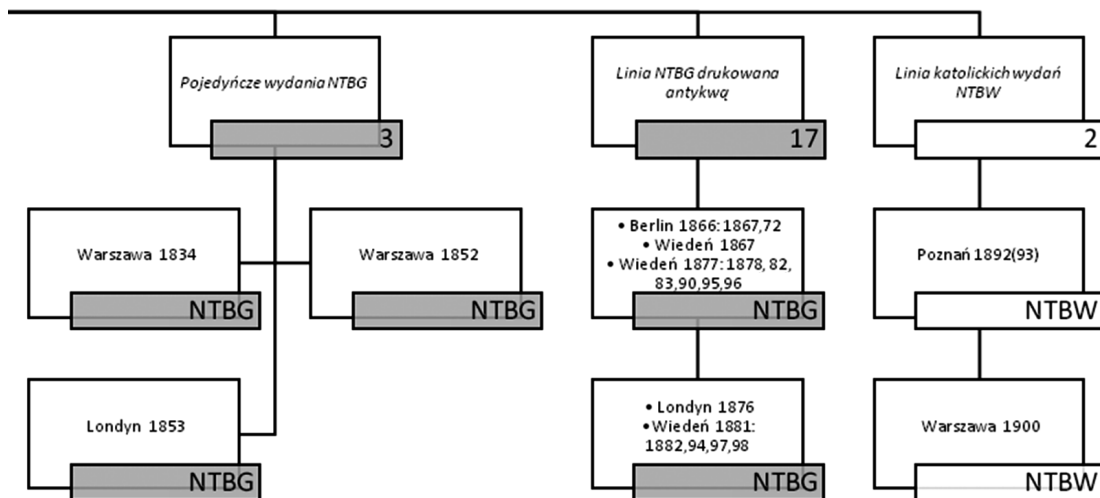 Pojedyńcze wydania NTBG
3
Linia NTBG drukowana
antykwą
17
Linia katolickich wydań
NTBW
2
Warszawa 1834
NTBG
Warszawa 1852
NTBG
• Berlin 1866: 1867,72
• Wiedeń 1867
• Wiedeń 1877: 1878, 82,
83,90,95,96
NTBG
Poznań 1892(93)
NTBW
Londyn 1853
NTBG
• Londyn 1876
• Wiedeń 1881:
1882,94,97,98
NTBG
Warszawa 1900
NTBW